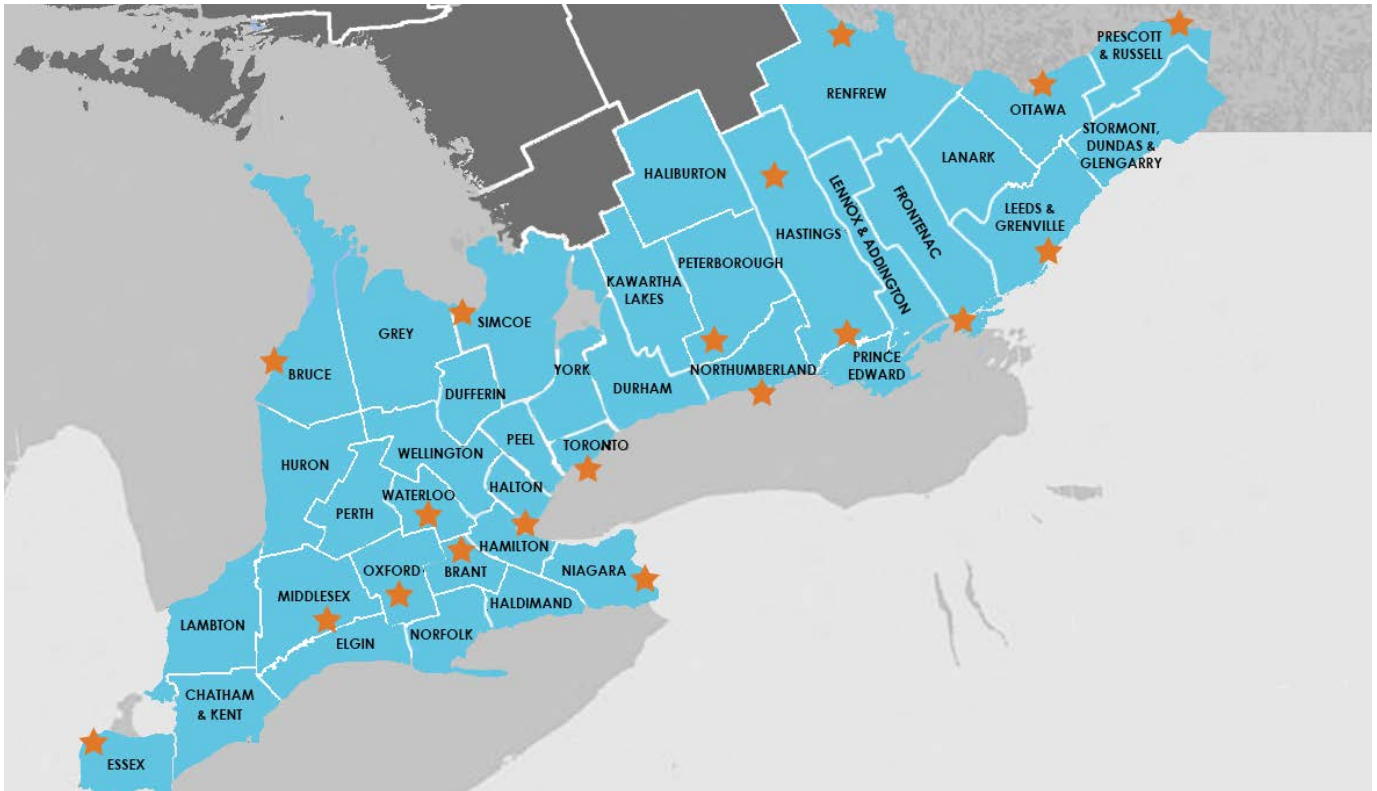 PRESCOTT
& RUSSELL
RENFREW
OTTAWA
STORMONT,
DUNDAS &
GLENGARRY
LANARK
HALIBURTON
LENNOX & ADDINGTON
FRONTENAC
LEEDS &
GRENVILLE
HASTINGS
PETERBOROUGH
KAWARTHA
LAKES
SIMCOE
GREY
BRUCE
PRINCE
EDWARD
NORTHUMBERLAND
YORK
DURHAM
DUFFERIN
PEEL
TORONTO
WELLINGTON
HURON
HALTON
WATERLOO
PERTH
HAMILTON
OXFORD
BRANT
NIAGARA
MIDDLESEX
HALDIMAND
LAMBTON
NORFOLK
ELGIN
CHATHAM
& KENT
ESSEX